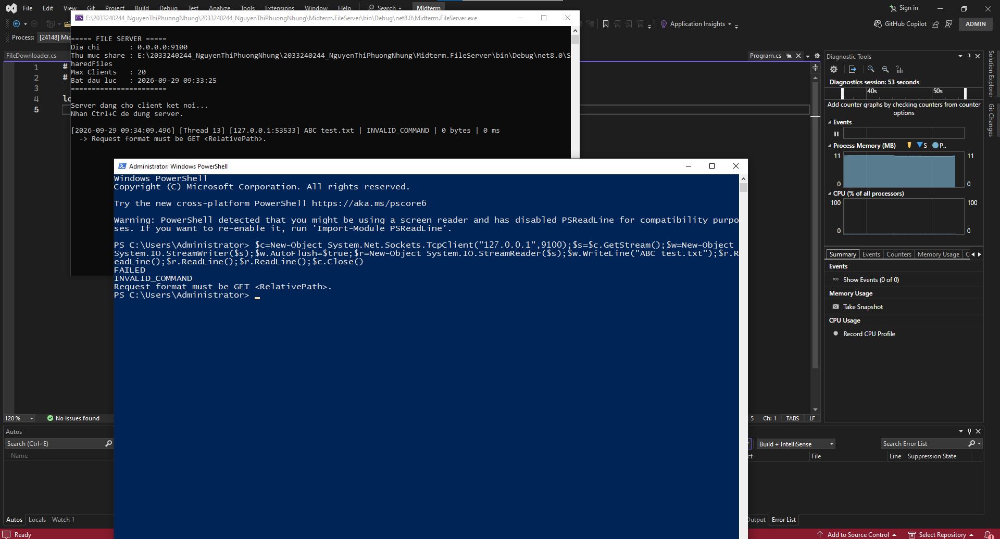 File Edit View Git Project Build Debug Test Analyze Tools Extensions Window Help Search Midterm Sign in
E:\2033240244_NguyenThiPhuongNhung\2033240244_NguyenThiPhuongNhung\Midterm.FileServer\bin\Debug\net8.0\Midterm.FileServer.exe
Application Insights GitHub Copilot ADMIN
Process: [24148] Mid
===== FILE SERVER =====
Dia chi : 0.0.0.0:9100
Thu muc share : E:\2033240244_NguyenThiPhuongNhung\2033240244_NguyenThiPhuongNhung\Midterm.FileServer\bin\Debug\net8.0\S
haredFiles
Max Clients : 20
Bat dau luc : 2026-09-29 09:33:25
=======================
Server dang cho client ket noi...
Nhan Ctrl+C de dung server.
[2026-09-29 09:34:09.496] [Thread 13] [127.0.0.1:53533] ABC test.txt | INVALID_COMMAND | 0 bytes | 0 ms
-> Request format must be GET <RelativePath>.
FileDownloader.cs
Program.cs
1 #
2 #
3
4
5
Administrator: Windows PowerShell
Windows PowerShell
Copyright (C) Microsoft Corporation. All rights reserved.
Try the new cross-platform PowerShell https://aka.ms/pscore6
Warning: PowerShell detected that you might be using a screen reader and has disabled PSReadLine for compatibility purpo
ses. If you want to re-enable it, run 'Import-Module PSReadLine'.
PS C:\Users\Administrator> $c=New-Object System.Net.Sockets.TcpClient("127.0.0.1",9100);$s=$c.GetStream();$w=New-Object
System.IO.StreamWriter($s);$w.AutoFlush=$true;$r=New-Object System.IO.StreamReader($s);$w.WriteLine("ABC test.txt");$r.R
eadLine();$r.ReadLine();$r.ReadLine();$c.Close()
FAILED
INVALID_COMMAND
Request format must be GET <RelativePath>.
PS C:\Users\Administrator>
Diagnostic Tools
Diagnostics session: 53 seconds
40s 50s
Add counter graphs by checking counters from counter
options
Events
Process Memory (MB) S P..
11 11
0 0
CPU (% of all processors)
100 100
0 0
Summary Events Counters Memory Usage C
Events
Show Events (0 of 0)
Memory Usage
Take Snapshot
CPU Usage
Record CPU Profile
Solution Explorer
Git Changes
120 % No issues found
: 5 Ch: 1 TABS LF
Autos
Search (Ctrl+E)
Name
Autos Locals Watch 1
Build + IntelliSense Search Error List
ct File Line Suppression State
Output Error List
Ready
Add to Source Control Select Repository 1